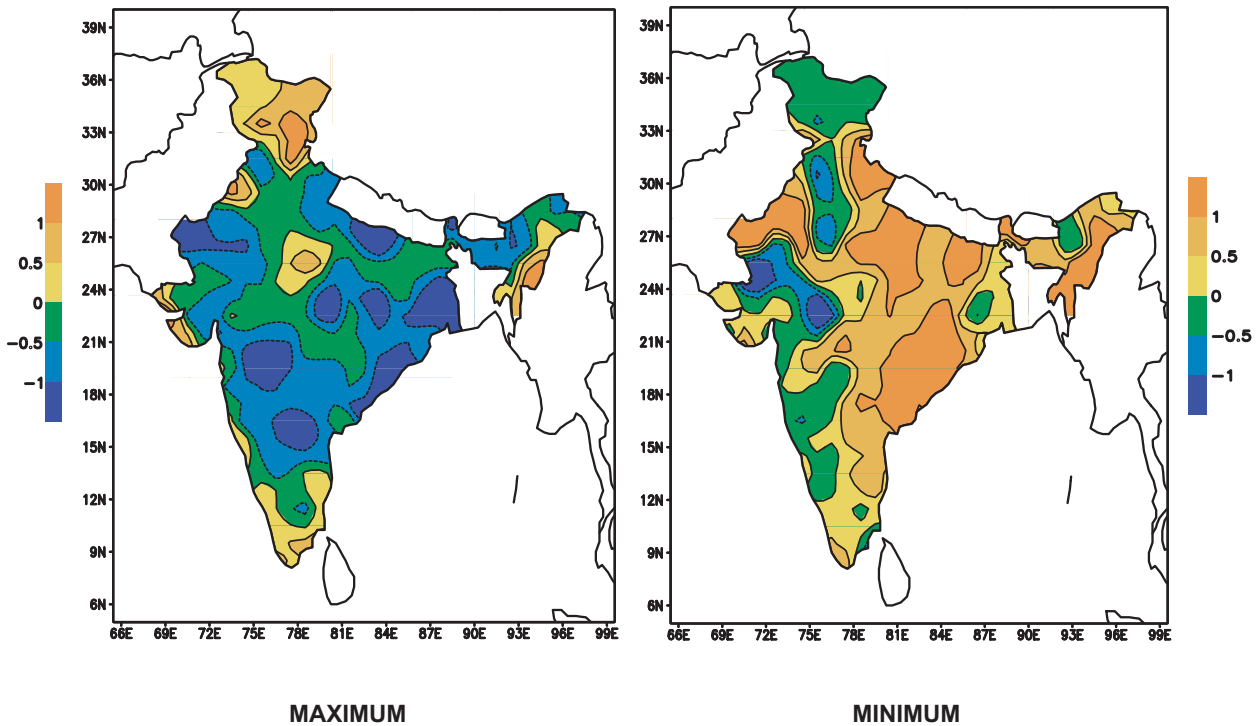 39N
36N
33N
30N
27N
24N
21N
18N
15N
12N
9N
6N
66E 69E 72E 75E 78E 81E 84E 87E 90E 93E 96E 99E
1
0.5
0
−0.5
−1
MAXIMUM
39N
36N
33N
30N
27N
24N
21N
18N
15N
12N
9N
6N
66E 69E 72E 75E 78E 81E 84E 87E 90E 93E 96E 99E
1
0.5
0
−0.5
−1
MINIMUM